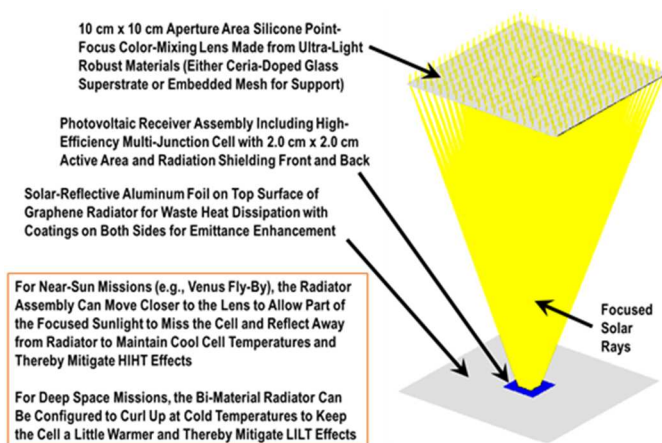 10 cm x 10 cm Aperture Area Silicone Point-
Focus Color-Mixing Lens Made from Ultra-Light
Robust Materials (Either Ceria-Doped Glass
Superstrate or Embedded Mesh for Support)
Photovoltaic Receiver Assembly Including High-
Efficiency Multi-Junction Cell with 2.0 cm x 2.0 cm
Active Area and Radiation Shielding Front and Back
Solar-Reflective Aluminum Foil on Top Surface of
Graphene Radiator for Waste Heat Dissipation with
Coatings on Both Sides for Emittance Enhancement
For Near-Sun Missions (e.g., Venus Fly-By), the Radiator
Assembly Can Move Closer to the Lens to Allow Part of
the Focused Sunlight to Miss the Cell and Reflect Away
from Radiator to Maintain Cool Cell Temperatures and
Thereby Mitigate HIHT Effects
For Deep Space Missions, the Bi-Material Radiator Can
Be Configured to Curl Up at Cold Temperatures to Keep
the Cell a Little Warmer and Thereby Mitigate LILT Effects
Focused
Solar
Rays